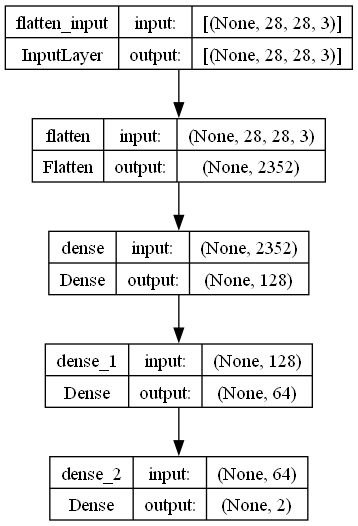 flatten_input input: [(None, 28, 28, 3)]
InputLayer output: [(None, 28, 28, 3)]
flatten input: (None, 28, 28, 3)
Flatten output: (None, 2352)
dense input: (None, 2352)
Dense output: (None, 128)
dense_1 input: (None, 128)
Dense output: (None, 64)
dense_2 input: (None, 64)
Dense output: (None, 2)